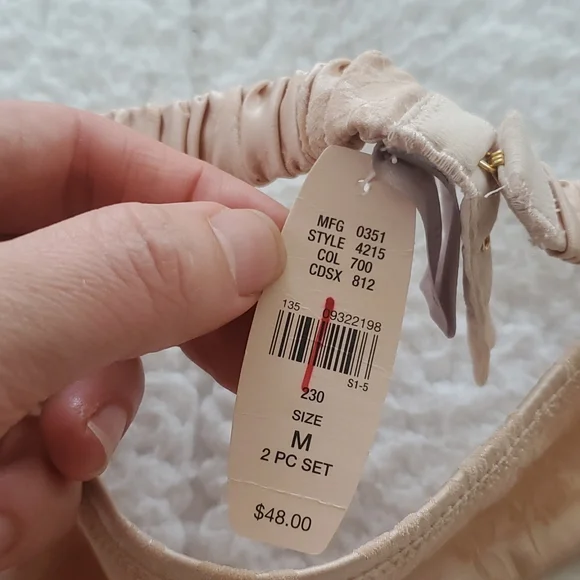 MFG 0351
STYLE 4215
COL 700
CDSX 812
135 09322198
S1-5
230
SIZE
M
2 PC SET
$48.00